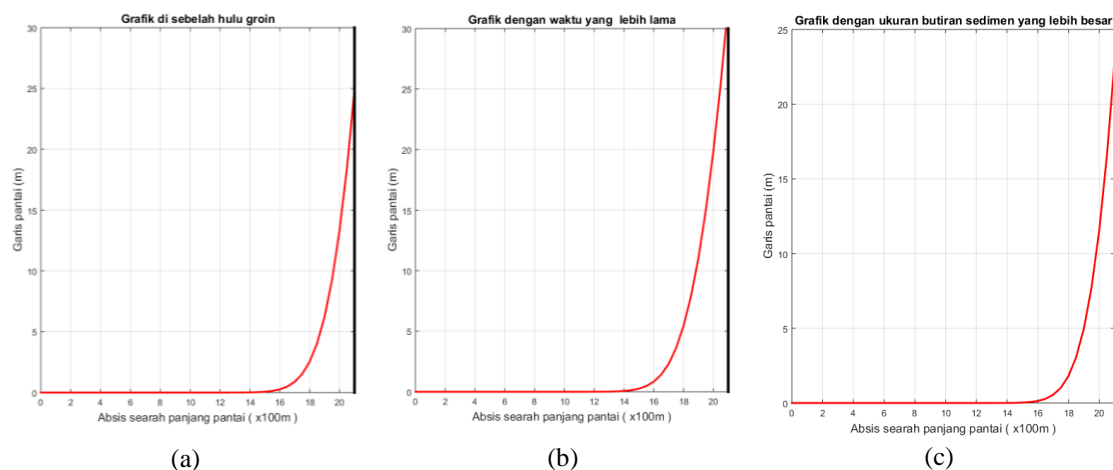 Grafik di sebelah hulu groin
30
25
20
15
10
5
0
Garis pantai (m)
0 2 4 6 8 10 12 14 16 18 20
Absis searah panjang pantai ( x100m )
(a)
Grafik dengan waktu yang lebih lama
30
25
20
15
10
5
0
Garis pantai (m)
0 2 4 6 8 10 12 14 16 18 20
Absis searah panjang pantai ( x100m )
(b)
Grafik dengan ukuran butiran sedimen yang lebih besar
25
20
15
10
5
0
Garis pantai (m)
0 2 4 6 8 10 12 14 16 18 20
Absis searah panjang pantai ( x100m )
(c)